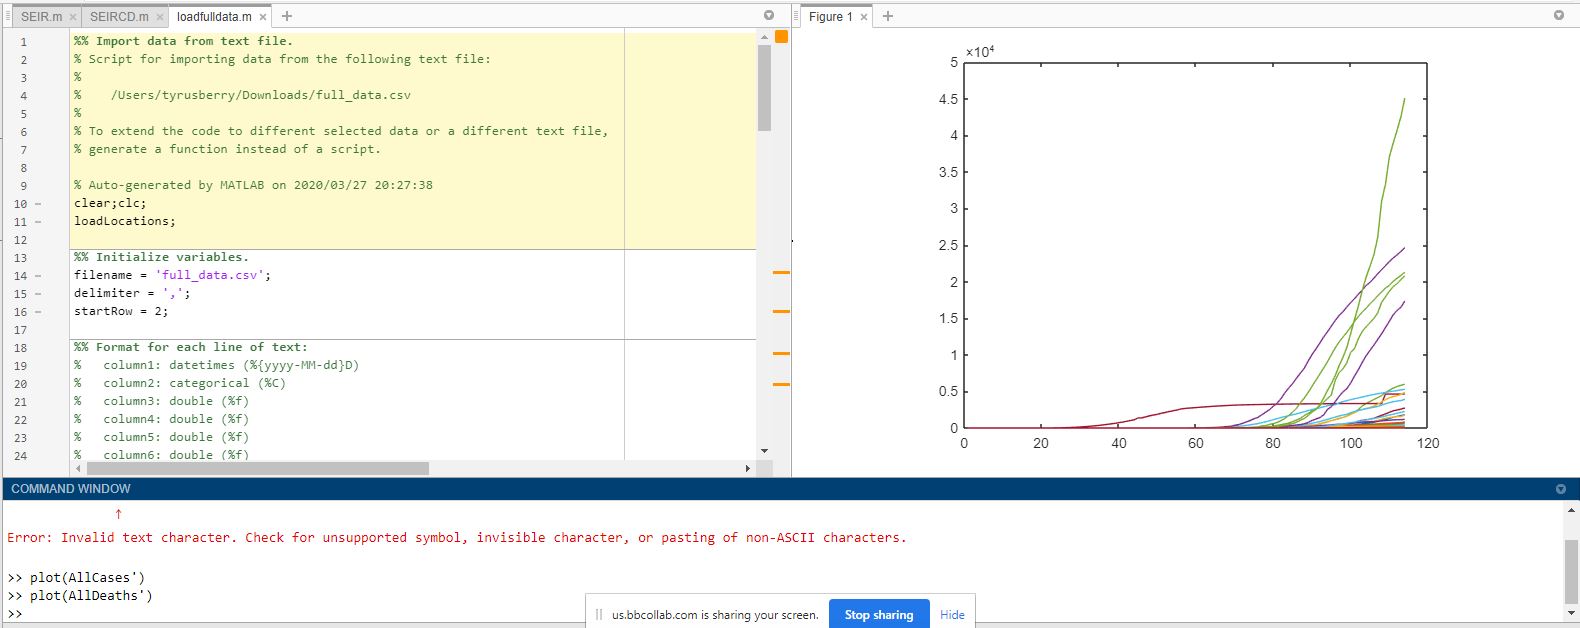 SEIR.m × SEIRCD.m × loadfulldata.m × +
1 %% Import data from text file.
2 % Script for importing data from the following text file:
3 %
4 %    /Users/tyrusberry/Downloads/full_data.csv
5 %
6 % To extend the code to different selected data or a different text file,
7 % generate a function instead of a script.
8
9 % Auto-generated by MATLAB on 2020/03/27 20:27:38
10 – clear;clc;
11 – loadLocations;
12
13 %% Initialize variables.
14 – filename = 'full_data.csv';
15 – delimiter = ',';
16 – startRow = 2;
17
18 %% Format for each line of text:
19 %   column1: datetimes (%{yyyy-MM-dd}D)
20 %   column2: categorical (%C)
21 %   column3: double (%f)
22 %   column4: double (%f)
23 %   column5: double (%f)
24 %   column6: double (%f)
Figure 1 × +
×10⁴
5
4.5
4
3.5
3
2.5
2
1.5
1
0.5
0
0 20 40 60 80 100 120
COMMAND WINDOW
↑
Error: Invalid text character. Check for unsupported symbol, invisible character, or pasting of non-ASCII characters.
>> plot(AllCases')
>> plot(AllDeaths')
>>
us.bbcollab.com is sharing your screen. Stop sharing Hide